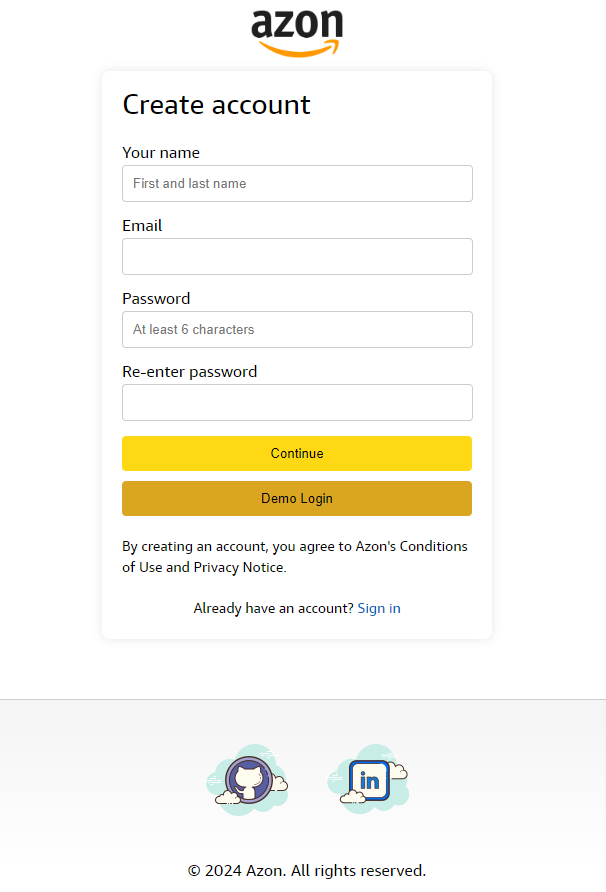 azon
Create account
Your name
First and last name
Email
Password
At least 6 characters
Re-enter password
Continue
Demo Login
By creating an account, you agree to Azon's Conditions
of Use and Privacy Notice.
Already have an account? Sign in
in
© 2024 Azon. All rights reserved.